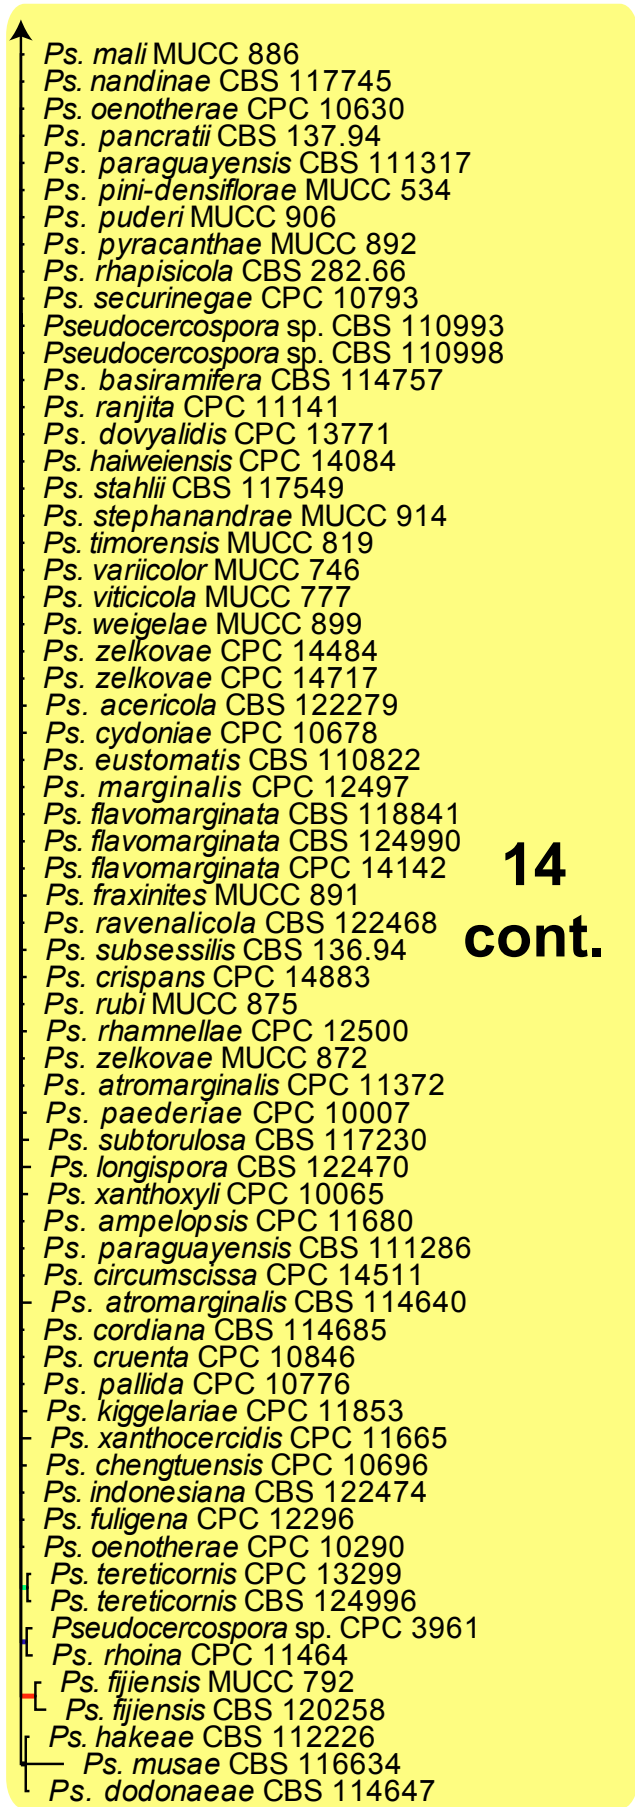 Ps. mali MUCC 886
Ps. nandinae CBS 117745
Ps. oenotherae CPC 10630
Ps. pancratii CBS 137.94
Ps. paraguayensis CBS 111317
Ps. pini-densiflorae MUCC 534
Ps. puderi MUCC 906
Ps. pyracanthae MUCC 892
Ps. rhapisicola CBS 282.66
Ps. securinegae CPC 10793
Pseudocercospora sp. CBS 110993
Pseudocercospora sp. CBS 110998
Ps. basiramifera CBS 114757
Ps. ranjita CPC 11141
Ps. dovyalidis CPC 13771
Ps. haiweiensis CPC 14084
Ps. stahlii CBS 117549
Ps. stephanandrae MUCC 914
Ps. timorensis MUCC 819
Ps. variicolor MUCC 746
Ps. viticicola MUCC 777
Ps. weigelae MUCC 899
Ps. zelkovae CPC 14484
Ps. zelkovae CPC 14717
Ps. acericola CBS 122279
Ps. cydoniae CPC 10678
Ps. eustomatis CBS 110822
Ps. marginalis CPC 12497
Ps. flavomarginata CBS 118841
Ps. flavomarginata CBS 124990
Ps. flavomarginata CPC 14142
Ps. fraxinites MUCC 891
Ps. ravenalicola CBS 122468
Ps. subsessilis CBS 136.94
Ps. crispans CPC 14883
Ps. rubi MUCC 875
Ps. rhamnellae CPC 12500
Ps. zelkovae MUCC 872
Ps. atromarginalis CPC 11372
Ps. paederiae CPC 10007
Ps. subtorulosa CBS 117230
Ps. longispora CBS 122470
Ps. xanthoxyli CPC 10065
Ps. ampelopsis CPC 11680
Ps. paraguayensis CBS 111286
Ps. circumscissa CPC 14511
Ps. atromarginalis CBS 114640
Ps. cordiana CBS 114685
Ps. cruenta CPC 10846
Ps. pallida CPC 10776
Ps. kiggelariae CPC 11853
Ps. xanthocercidis CPC 11665
Ps. chengtuensis CPC 10696
Ps. indonesiana CBS 122474
Ps. fuligena CPC 12296
Ps. oenotherae CPC 10290
Ps. tereticornis CPC 13299
Ps. tereticornis CBS 124996
Pseudocercospora sp. CPC 3961
Ps. rhoina CPC 11464
Ps. fijiensis MUCC 792
Ps. fijiensis CBS 120258
Ps. hakeae CBS 112226
Ps. musae CBS 116634
Ps. dodonaeae CBS 114647
14
cont.